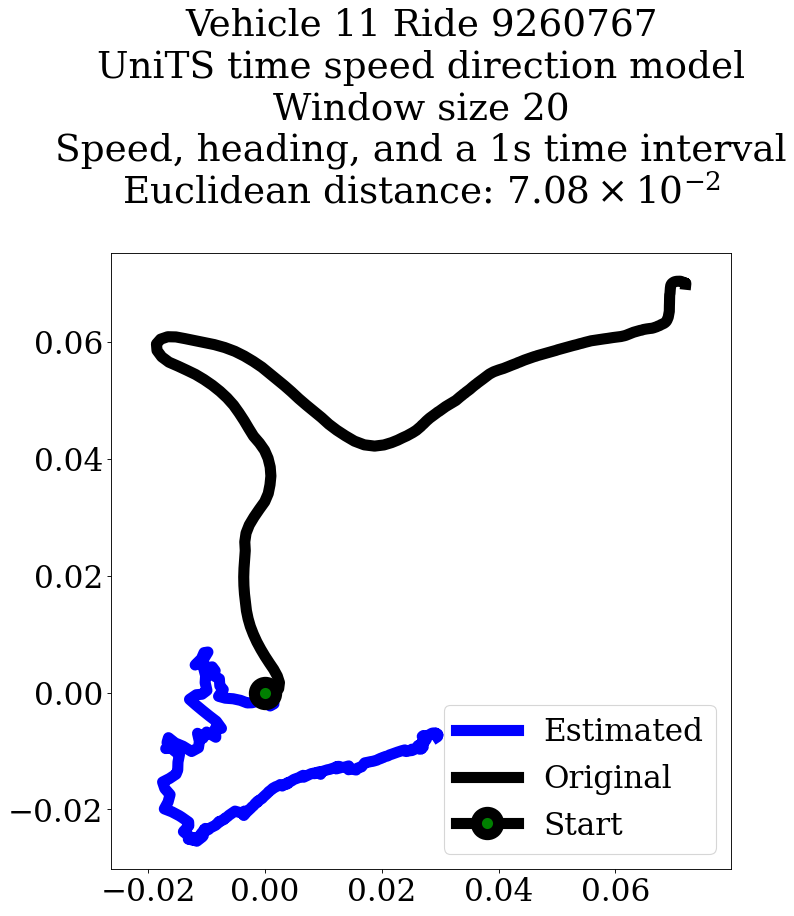 Vehicle 11 Ride 9260767
UniTS time speed direction model
Window size 20
Speed, heading, and a 1s time interval
Euclidean distance: 7.08 × 10⁻²
0.06
0.04
0.02
0.00
−0.02
Estimated
Original
Start
−0.02 0.00 0.02 0.04 0.06